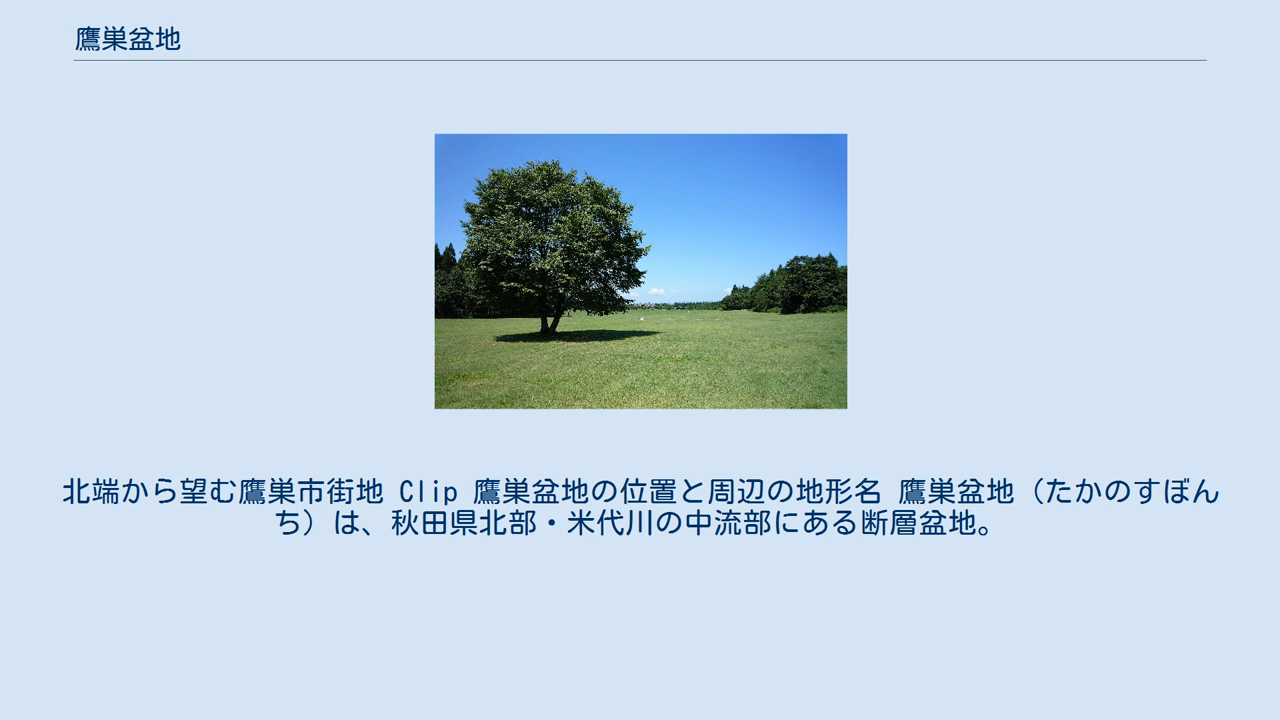 鷹巣盆地
北端から望む鷹巣市街地 Clip 鷹巣盆地の位置と周辺の地形名 鷹巣盆地（たかのすぼん
ち）は、秋田県北部・米代川の中流部にある断層盆地。